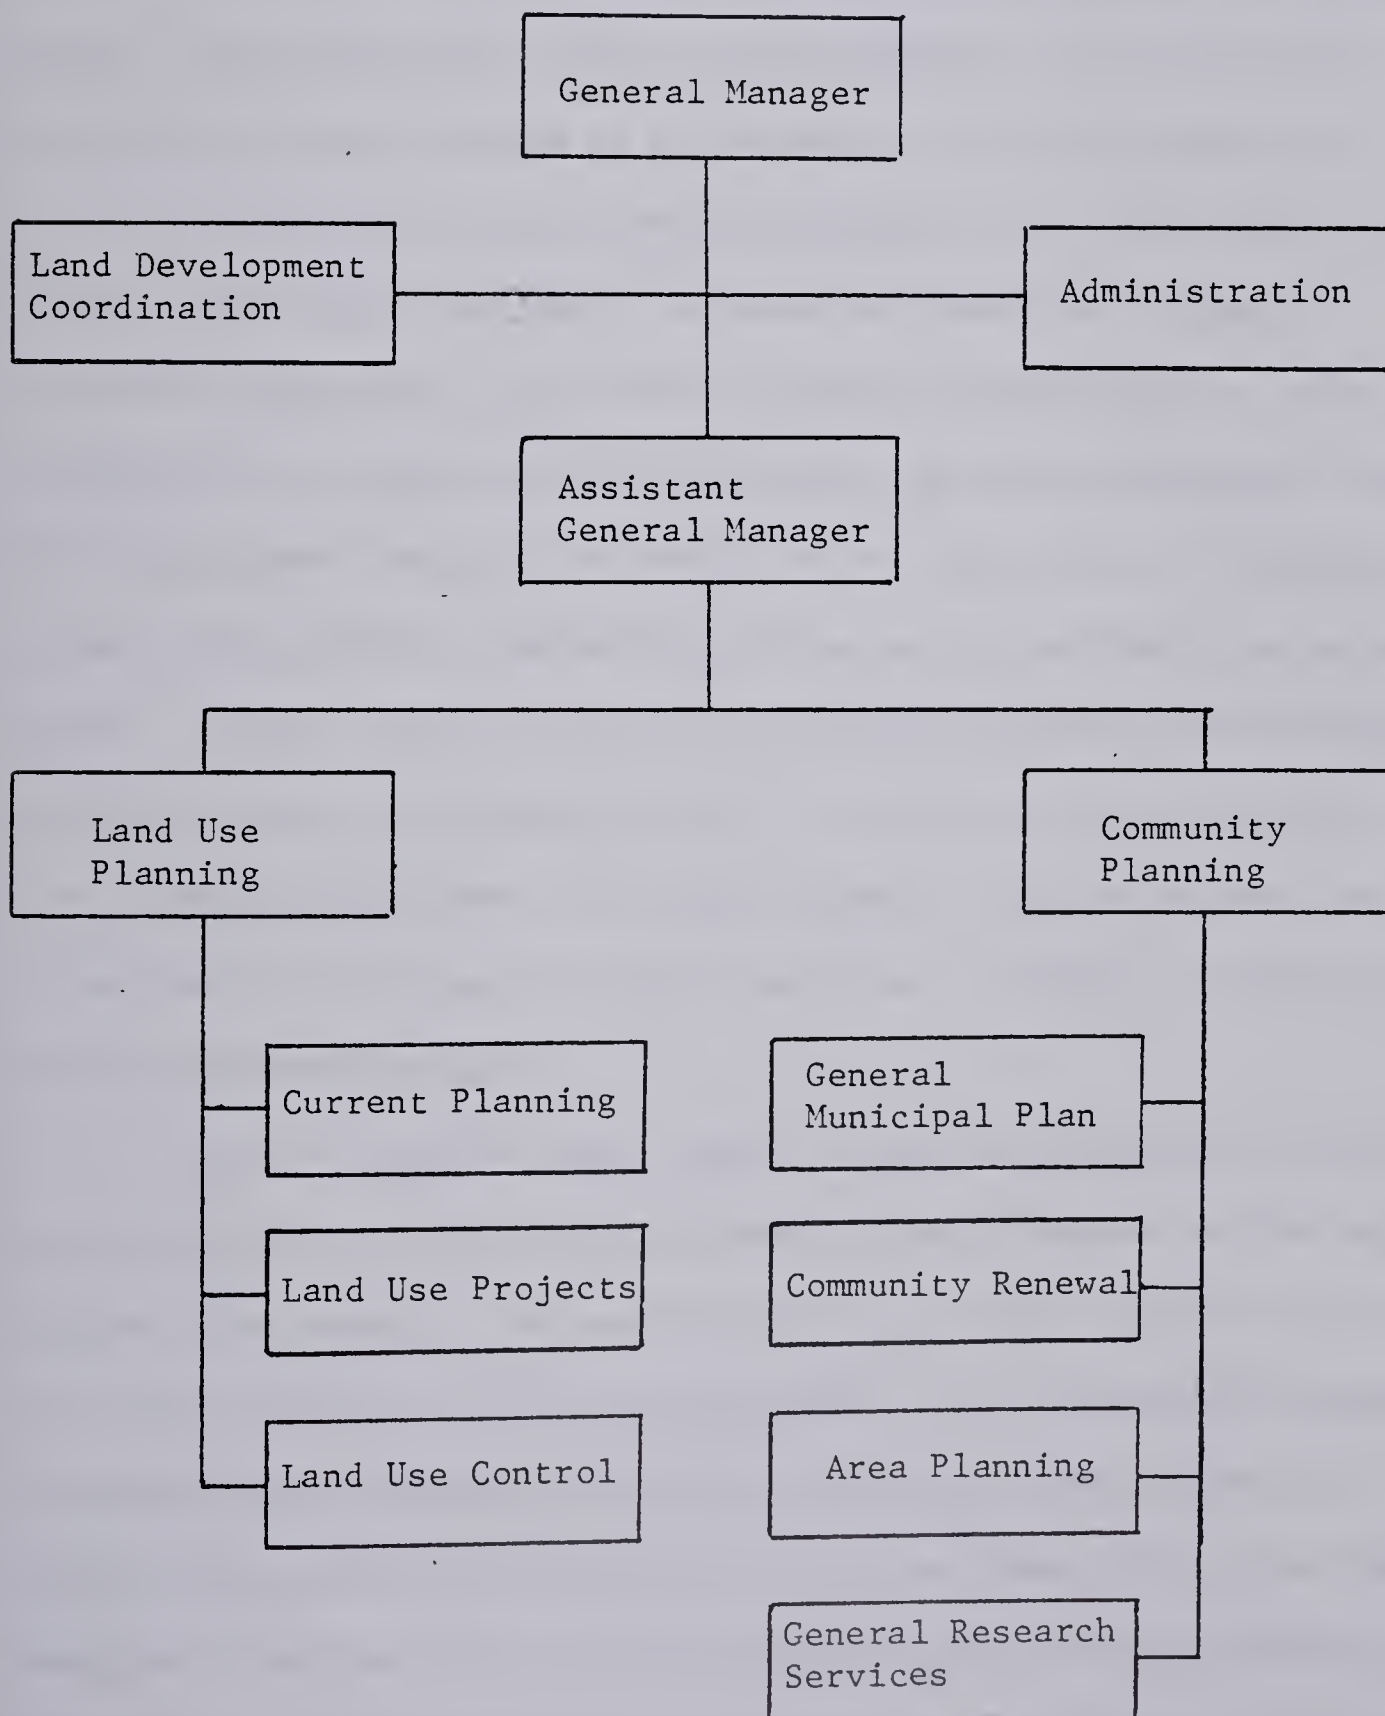 General Manager
Land Development
Coordination
Administration
Assistant
General Manager
Land Use
Planning
Community
Planning
Current Planning
General
Municipal Plan
Land Use Projects
Community Renewal
Land Use Control
Area Planning
General Research
Services